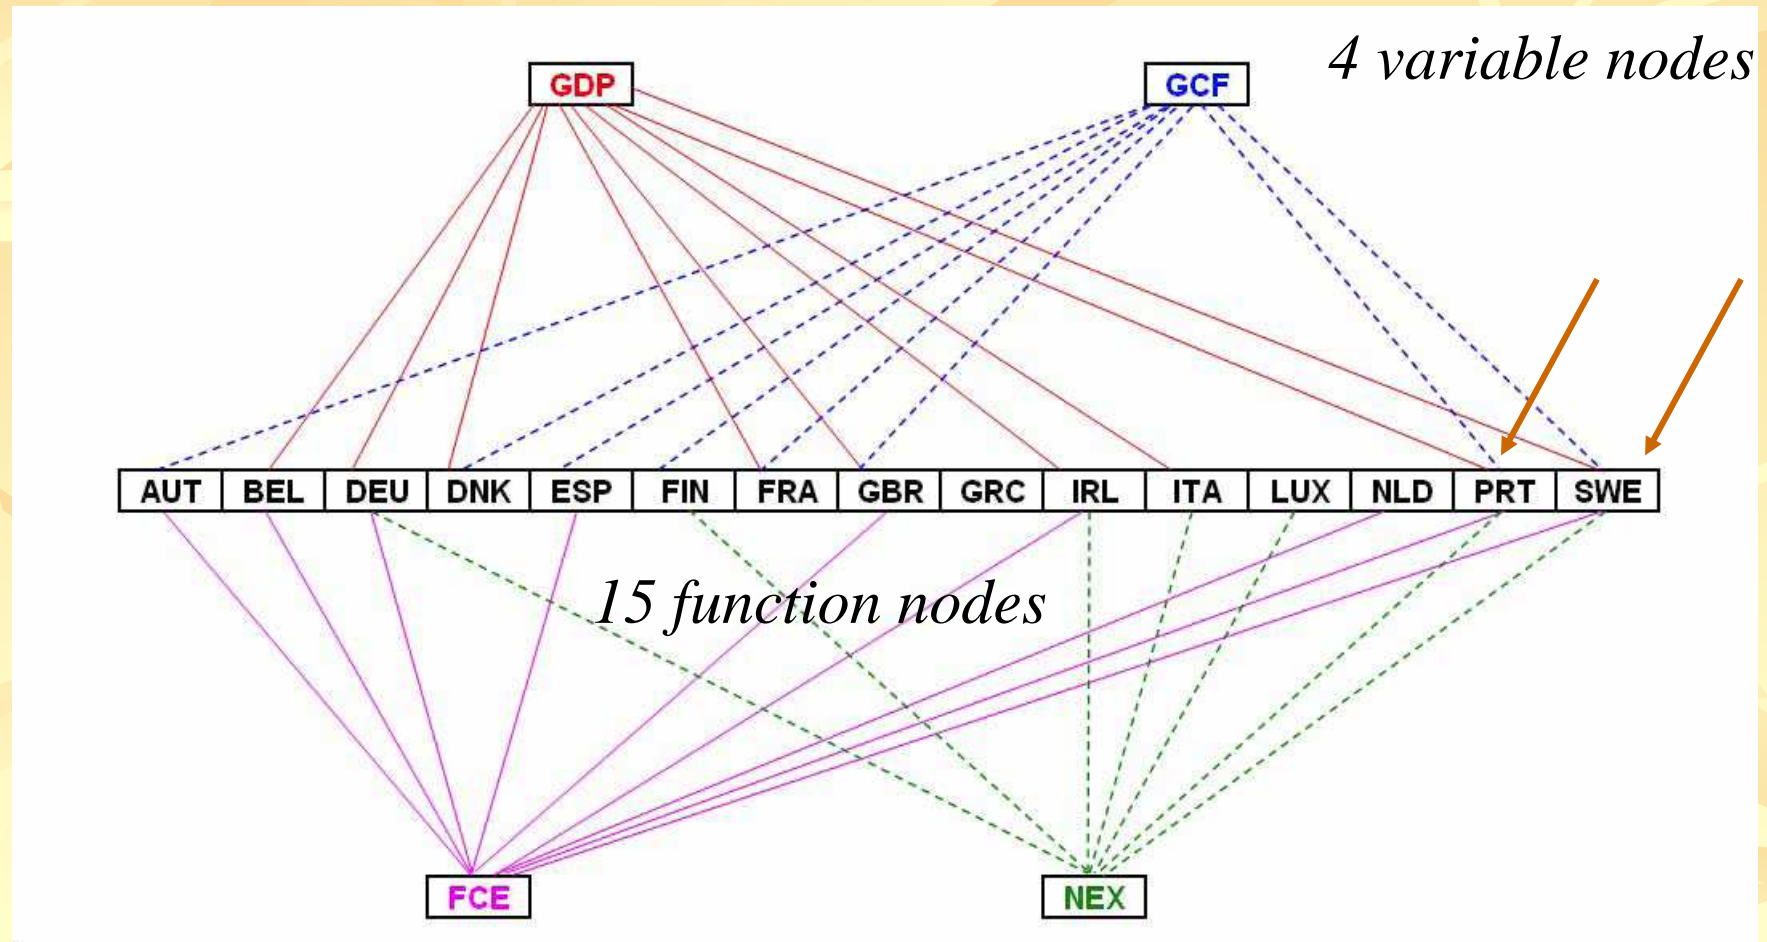 4 variable nodes
GDP
GCF
AUT BEL DEU DNK ESP FIN FRA GBR GRC IRL ITA LUX NLD PRT SWE
15 function nodes
FCE
NEX